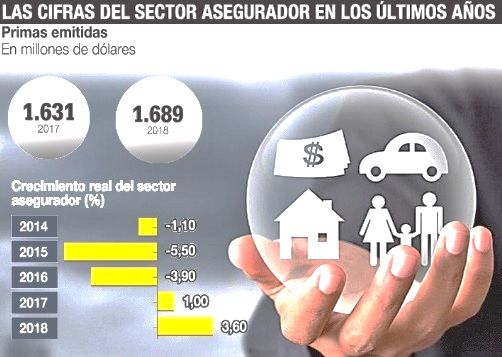 LAS CIFRAS DEL SECTOR ASEGURADOR EN LOS ÚLTIMOS AÑOS
Primas emitidas
En millones de dólares
1.631
2017
1.689
2018
$
Crecimiento real del sector
asegurador (%)
2014 -1,10
2015 -5,50
2016 -3,90
2017 1,00
2018 3,60